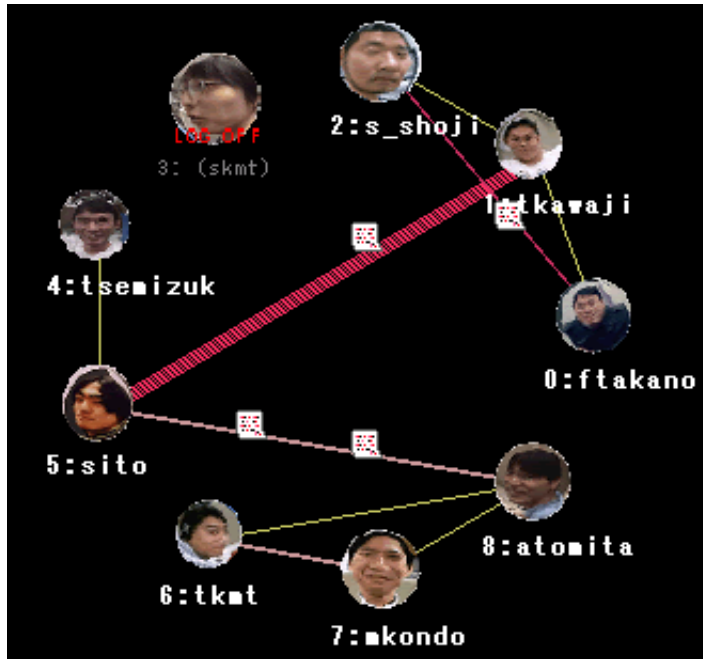 2:s_shoji
LOG OFF
3: (skmt)
1:tkawaji
4:tsemizuk
0:ftakano
5:sito
8:atomita
6:tkmt
7:mkondo